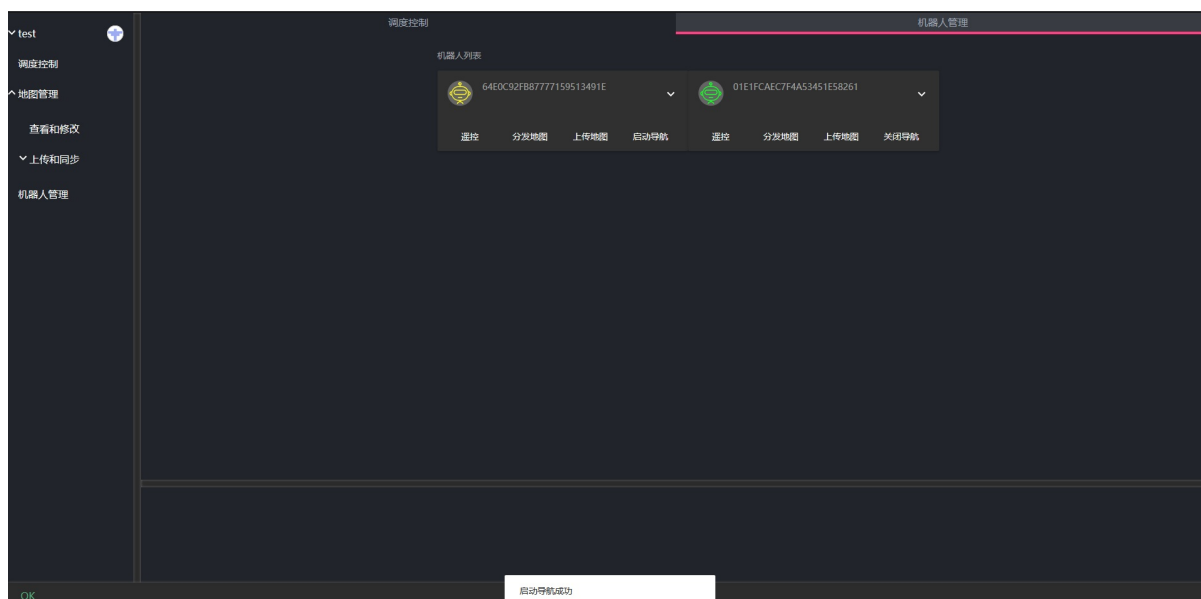 调度控制
机器人管理
test
调度控制
地图管理
查看和修改
上传和同步
机器人管理
机器人列表
64E0C92FB87777159513491E
遥控 分发地图 上传地图 启动导航
01E1FCAEC7F4A53451E58261
遥控 分发地图 上传地图 关闭导航
OK
启动导航成功